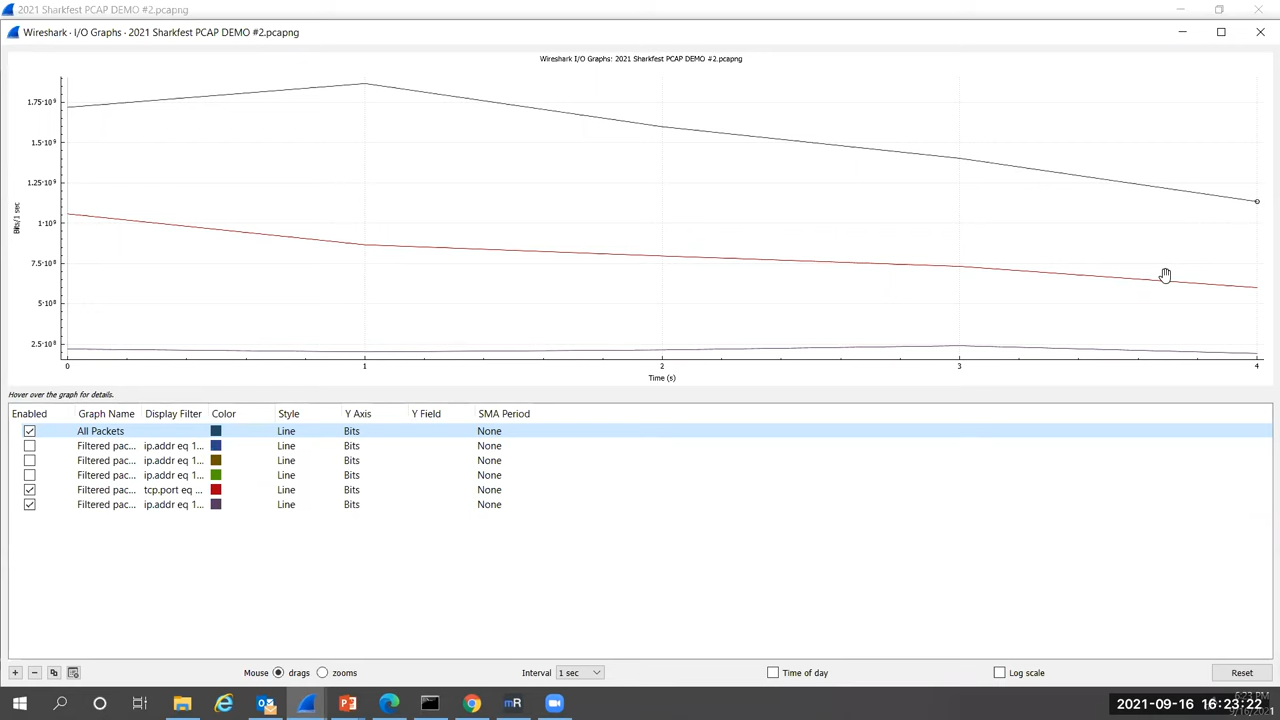 2021 Sharkfest PCAP DEMO #2.pcapng
Wireshark · I/O Graphs · 2021 Sharkfest PCAP DEMO #2.pcapng
Wireshark I/O Graphs: 2021 Sharkfest PCAP DEMO #2.pcapng
1.75·10⁹
1.5·10⁹
1.25·10⁹
1·10⁹
7.5·10⁸
5·10⁸
2.5·10⁸
Bits/1 sec
0 1 2 3 4
Time (s)
Hover over the graph for details.
Enabled Graph Name Display Filter Color Style Y Axis Y Field SMA Period
All Packets Line Bits None
Filtered pac... ip.addr eq 1... Line Bits None
Filtered pac... ip.addr eq 1... Line Bits None
Filtered pac... ip.addr eq 1... Line Bits None
Filtered pac... tcp.port eq ... Line Bits None
Filtered pac... ip.addr eq 1... Line Bits None
Mouse drags zooms Interval 1 sec Time of day Log scale Reset
mR
6:23 PM
2021-09-16 16:23:22